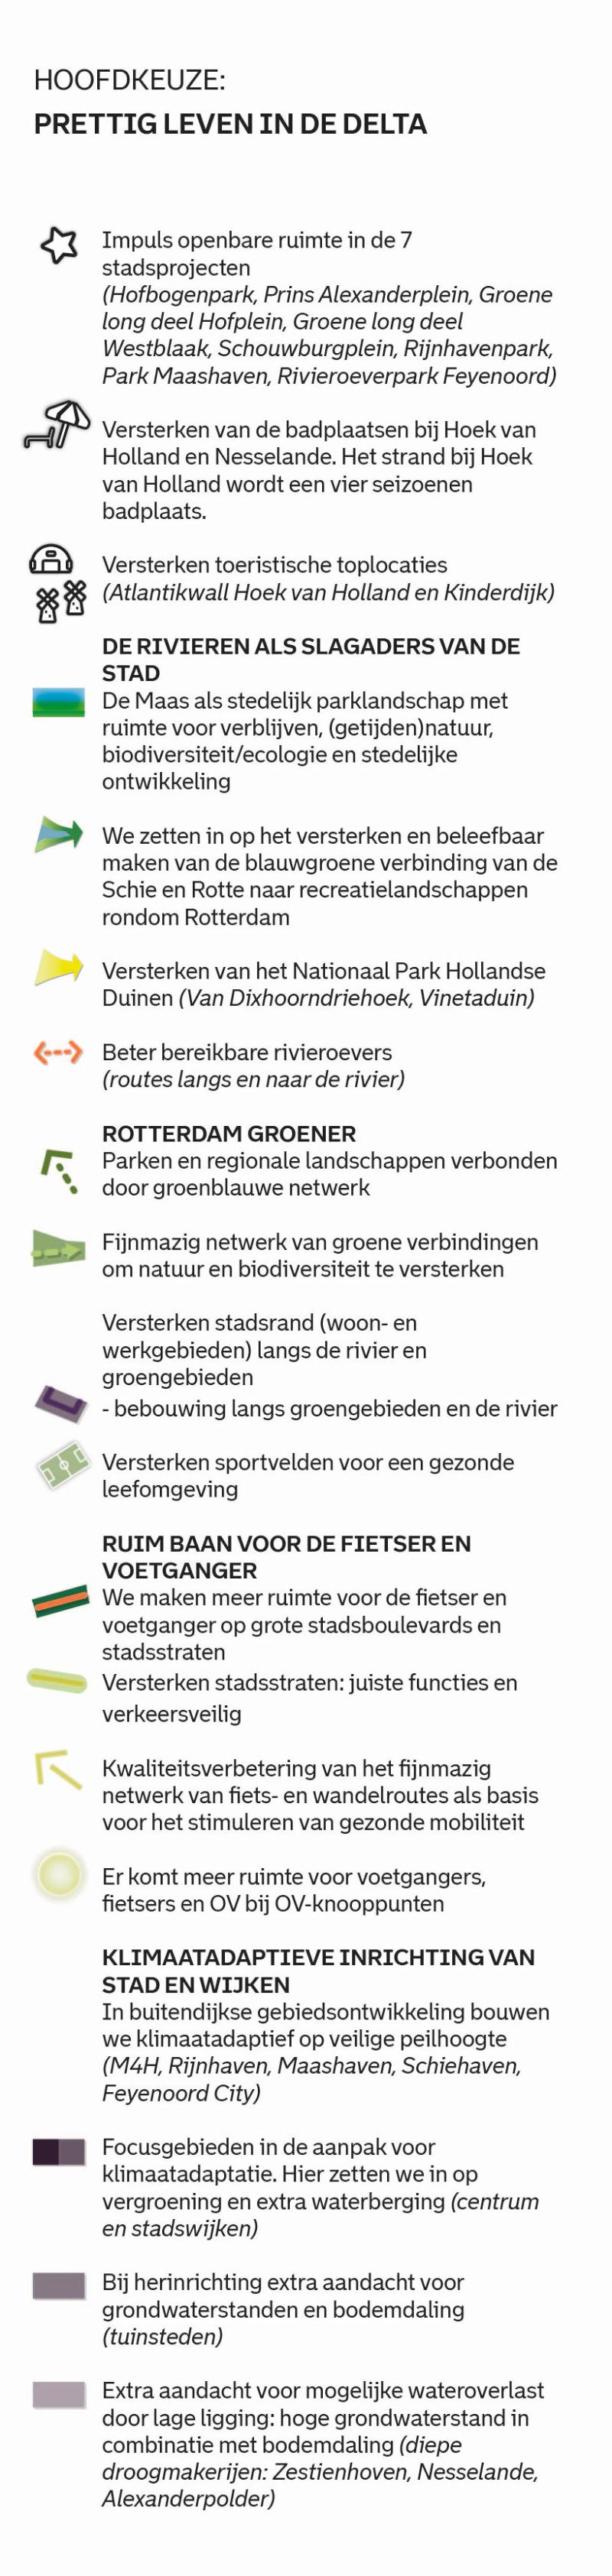 HOOFDKEUZE:
PRETTIG LEVEN IN DE DELTA
Impuls openbare ruimte in de 7
stadsprojecten
(Hofbogenpark, Prins Alexanderplein, Groene
long deel Hofplein, Groene long deel
Westblaak, Schouwburgplein, Rijnhavenpark,
Park Maashaven, Rivieroeverpark Feyenoord)
Versterken van de badplaatsen bij Hoek van
Holland en Nesselande. Het strand bij Hoek
van Holland wordt een vier seizoenen
badplaats.
Versterken toeristische toplocaties
(Atlantikwall Hoek van Holland en Kinderdijk)
DE RIVIEREN ALS SLAGADERS VAN DE
STAD
De Maas als stedelijk parklandschap met
ruimte voor verblijven, (getijden)natuur,
biodiversiteit/ecologie en stedelijke
ontwikkeling
We zetten in op het versterken en beleefbaar
maken van de blauwgroene verbinding van de
Schie en Rotte naar recreatielandschappen
rondom Rotterdam
Versterken van het Nationaal Park Hollandse
Duinen (Van Dixhoorndriehoek, Vinetaduin)
Beter bereikbare rivieroevers
(routes langs en naar de rivier)
ROTTERDAM GROENER
Parken en regionale landschappen verbonden
door groenblauwe netwerk
Fijnmazig netwerk van groene verbindingen
om natuur en biodiversiteit te versterken
Versterken stadsrand (woon- en
werkgebieden) langs de rivier en
groengebieden
- bebouwing langs groengebieden en de rivier
Versterken sportvelden voor een gezonde
leefomgeving
RUIM BAAN VOOR DE FIETSER EN
VOETGANGER
We maken meer ruimte voor de fietser en
voetganger op grote stadsboulevards en
stadsstraten
Versterken stadsstraten: juiste functies en
verkeersveilig
Kwaliteitsverbetering van het fijnmazig
netwerk van fiets- en wandelroutes als basis
voor het stimuleren van gezonde mobiliteit
Er komt meer ruimte voor voetgangers,
fietsers en OV bij OV-knooppunten
KLIMAATADAPTIEVE INRICHTING VAN
STAD EN WIJKEN
In buitendijkse gebiedsontwikkeling bouwen
we klimaatadaptief op veilige peilhoogte
(M4H, Rijnhaven, Maashaven, Schiehaven,
Feyenoord City)
Focusgebieden in de aanpak voor
klimaatadaptatie. Hier zetten we in op
vergroening en extra waterberging (centrum
en stadswijken)
Bij herinrichting extra aandacht voor
grondwaterstanden en bodemdaling
(tuinsteden)
Extra aandacht voor mogelijke wateroverlast
door lage ligging: hoge grondwaterstand in
combinatie met bodemdaling (diepe
droogmakerijen: Zestienhoven, Nesselande,
Alexanderpolder)